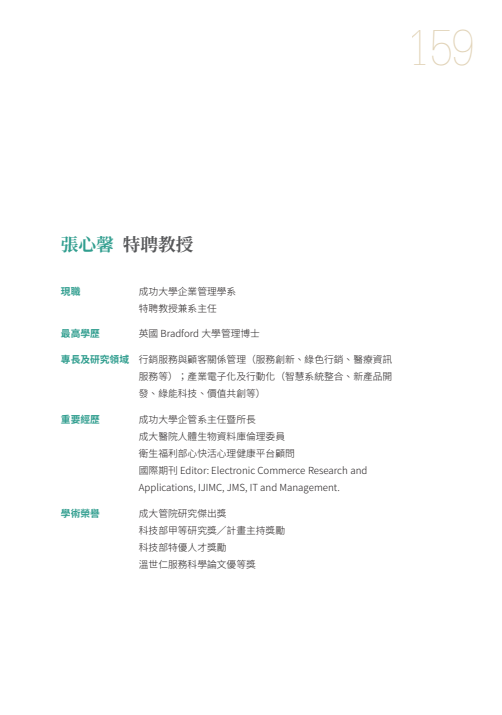 159
張心馨 特聘教授
現職 成功大學企業管理學系
特聘教授兼系主任
最高學歷 英國 Bradford 大學管理博士
專長及研究領域 行銷服務與顧客關係管理（服務創新、綠色行銷、醫療資訊
服務等）；產業電子化及行動化（智慧系統整合、新產品開
發、綠能科技、價值共創等）
重要經歷 成功大學企管系主任暨所長
成大醫院人體生物資料庫倫理委員
衛生福利部心快活心理健康平台顧問
國際期刊 Editor: Electronic Commerce Research and
Applications, IJIMC, JMS, IT and Management.
學術榮譽 成大管院研究傑出獎
科技部甲等研究獎／計畫主持獎勵
科技部特優人才獎勵
溫世仁服務科學論文優等獎